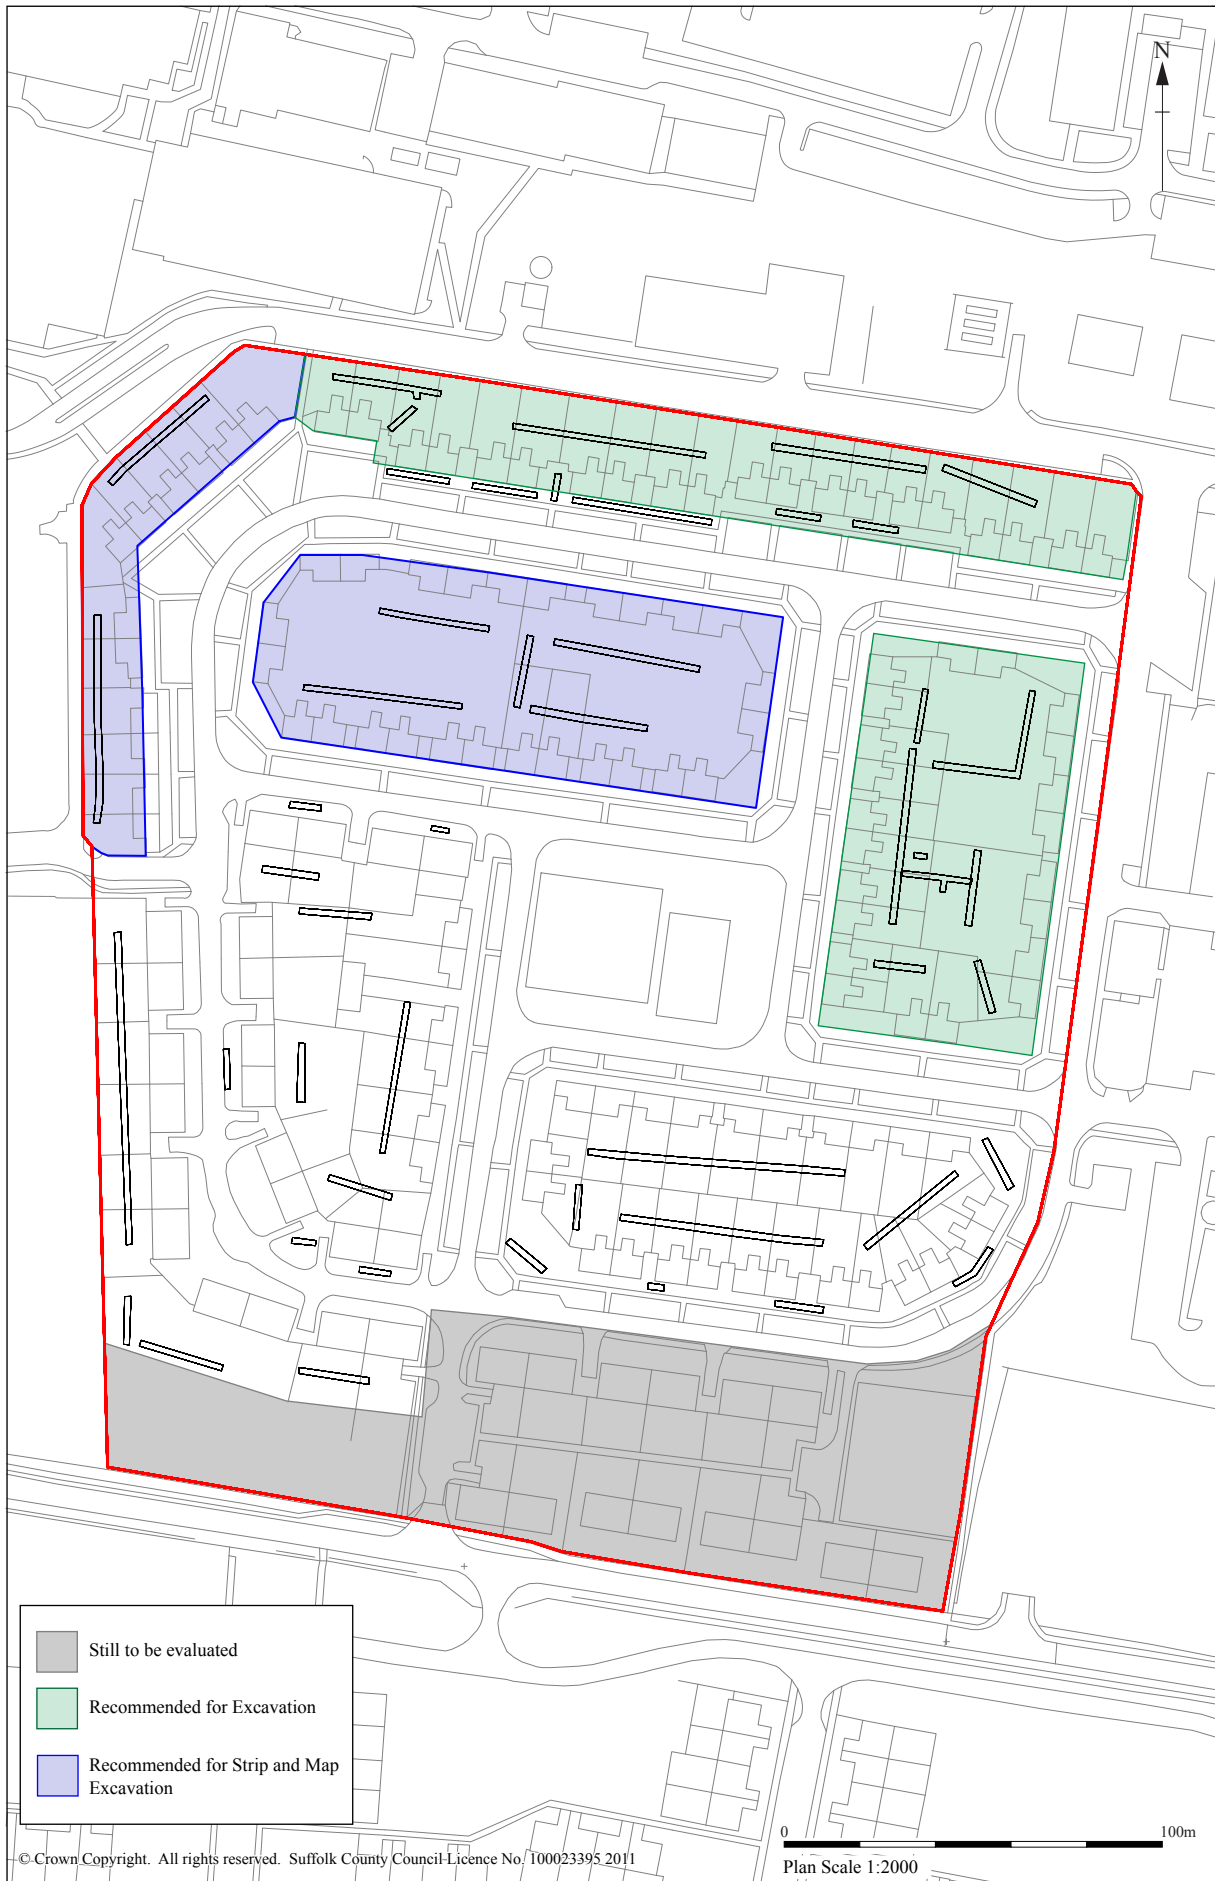 N
Still to be evaluated
Recommended for Excavation
Recommended for Strip and Map
Excavation
0 100m
© Crown Copyright. All rights reserved. Suffolk County Council Licence No. 100023395 2011
Plan Scale 1:2000